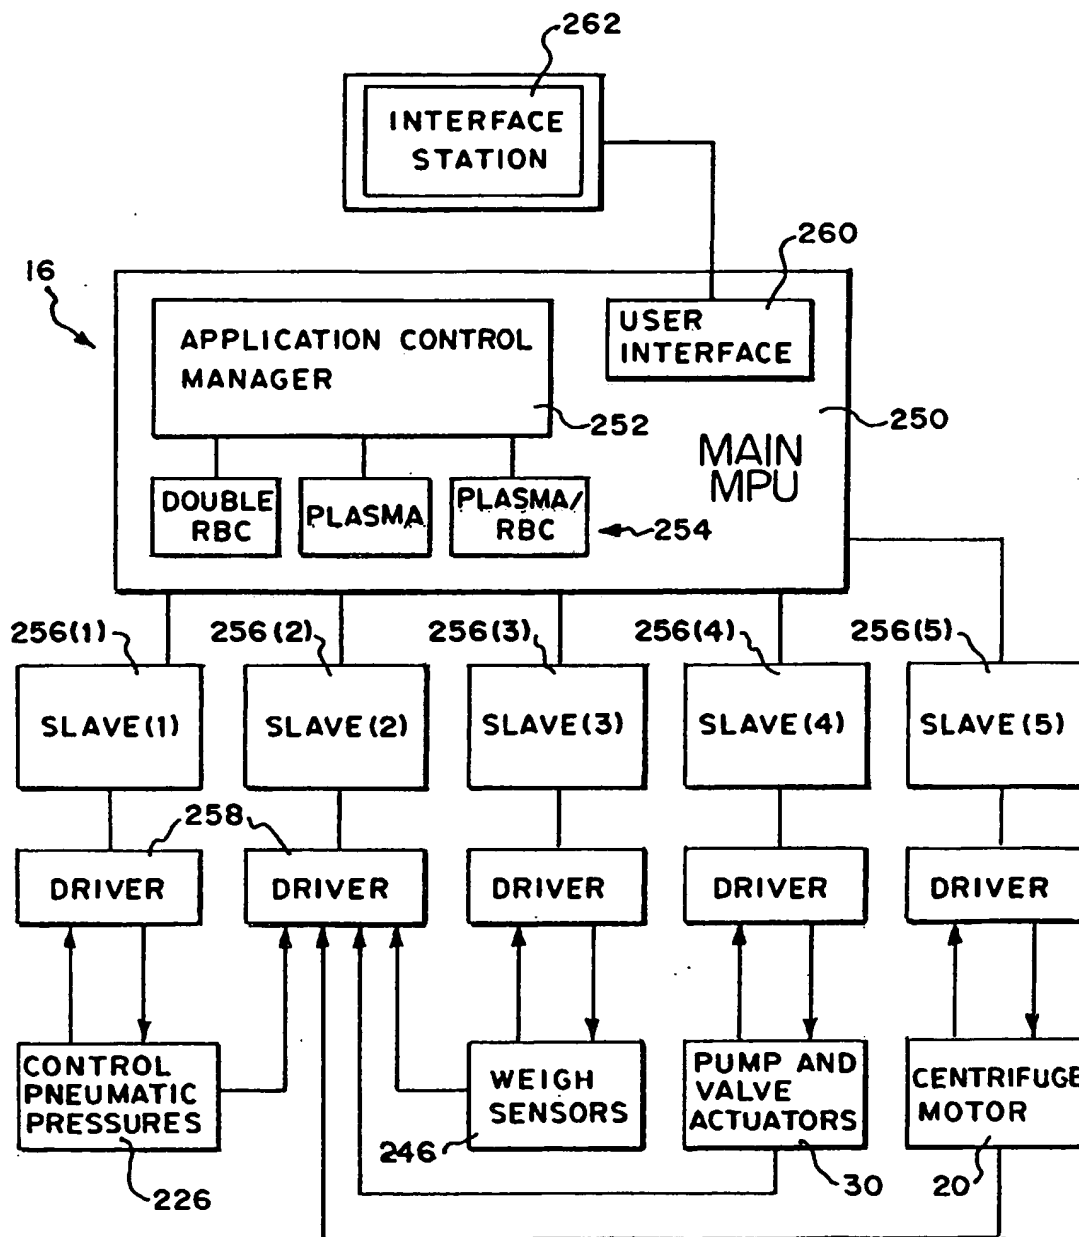 262
INTERFACE
STATION
260
16
APPLICATION CONTROL
MANAGER
USER
INTERFACE
252
250
MAIN
MPU
DOUBLE
RBC
PLASMA
PLASMA/
RBC
254
256(1)
256(2)
256(3)
256(4)
256(5)
SLAVE(1)
SLAVE(2)
SLAVE(3)
SLAVE(4)
SLAVE(5)
258
DRIVER
DRIVER
DRIVER
DRIVER
DRIVER
CONTROL
PNEUMATIC
PRESSURES
WEIGH
SENSORS
PUMP AND
VALVE
ACTUATORS
CENTRIFUGE
MOTOR
226
246
30
20